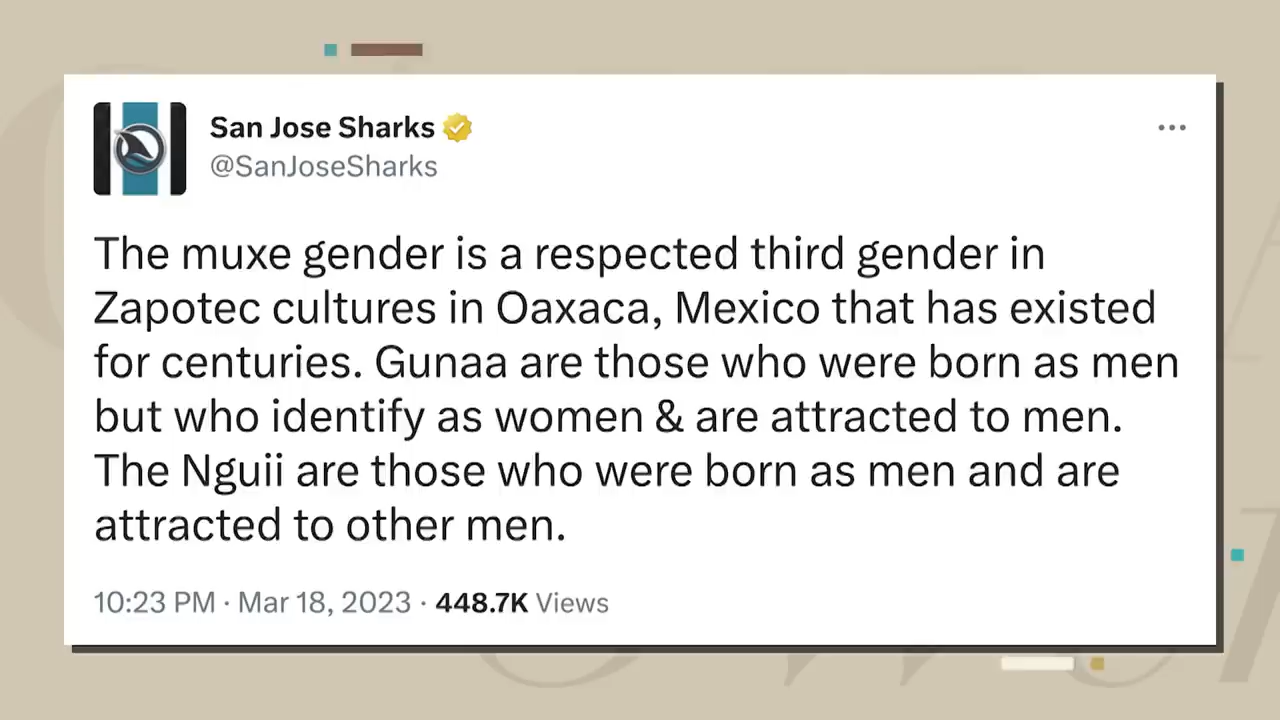 San Jose Sharks
@SanJoseSharks
The muxe gender is a respected third gender in
Zapotec cultures in Oaxaca, Mexico that has existed
for centuries. Gunaa are those who were born as men
but who identify as women & are attracted to men.
The Nguii are those who were born as men and are
attracted to other men.
10:23 PM · Mar 18, 2023 · 448.7K Views